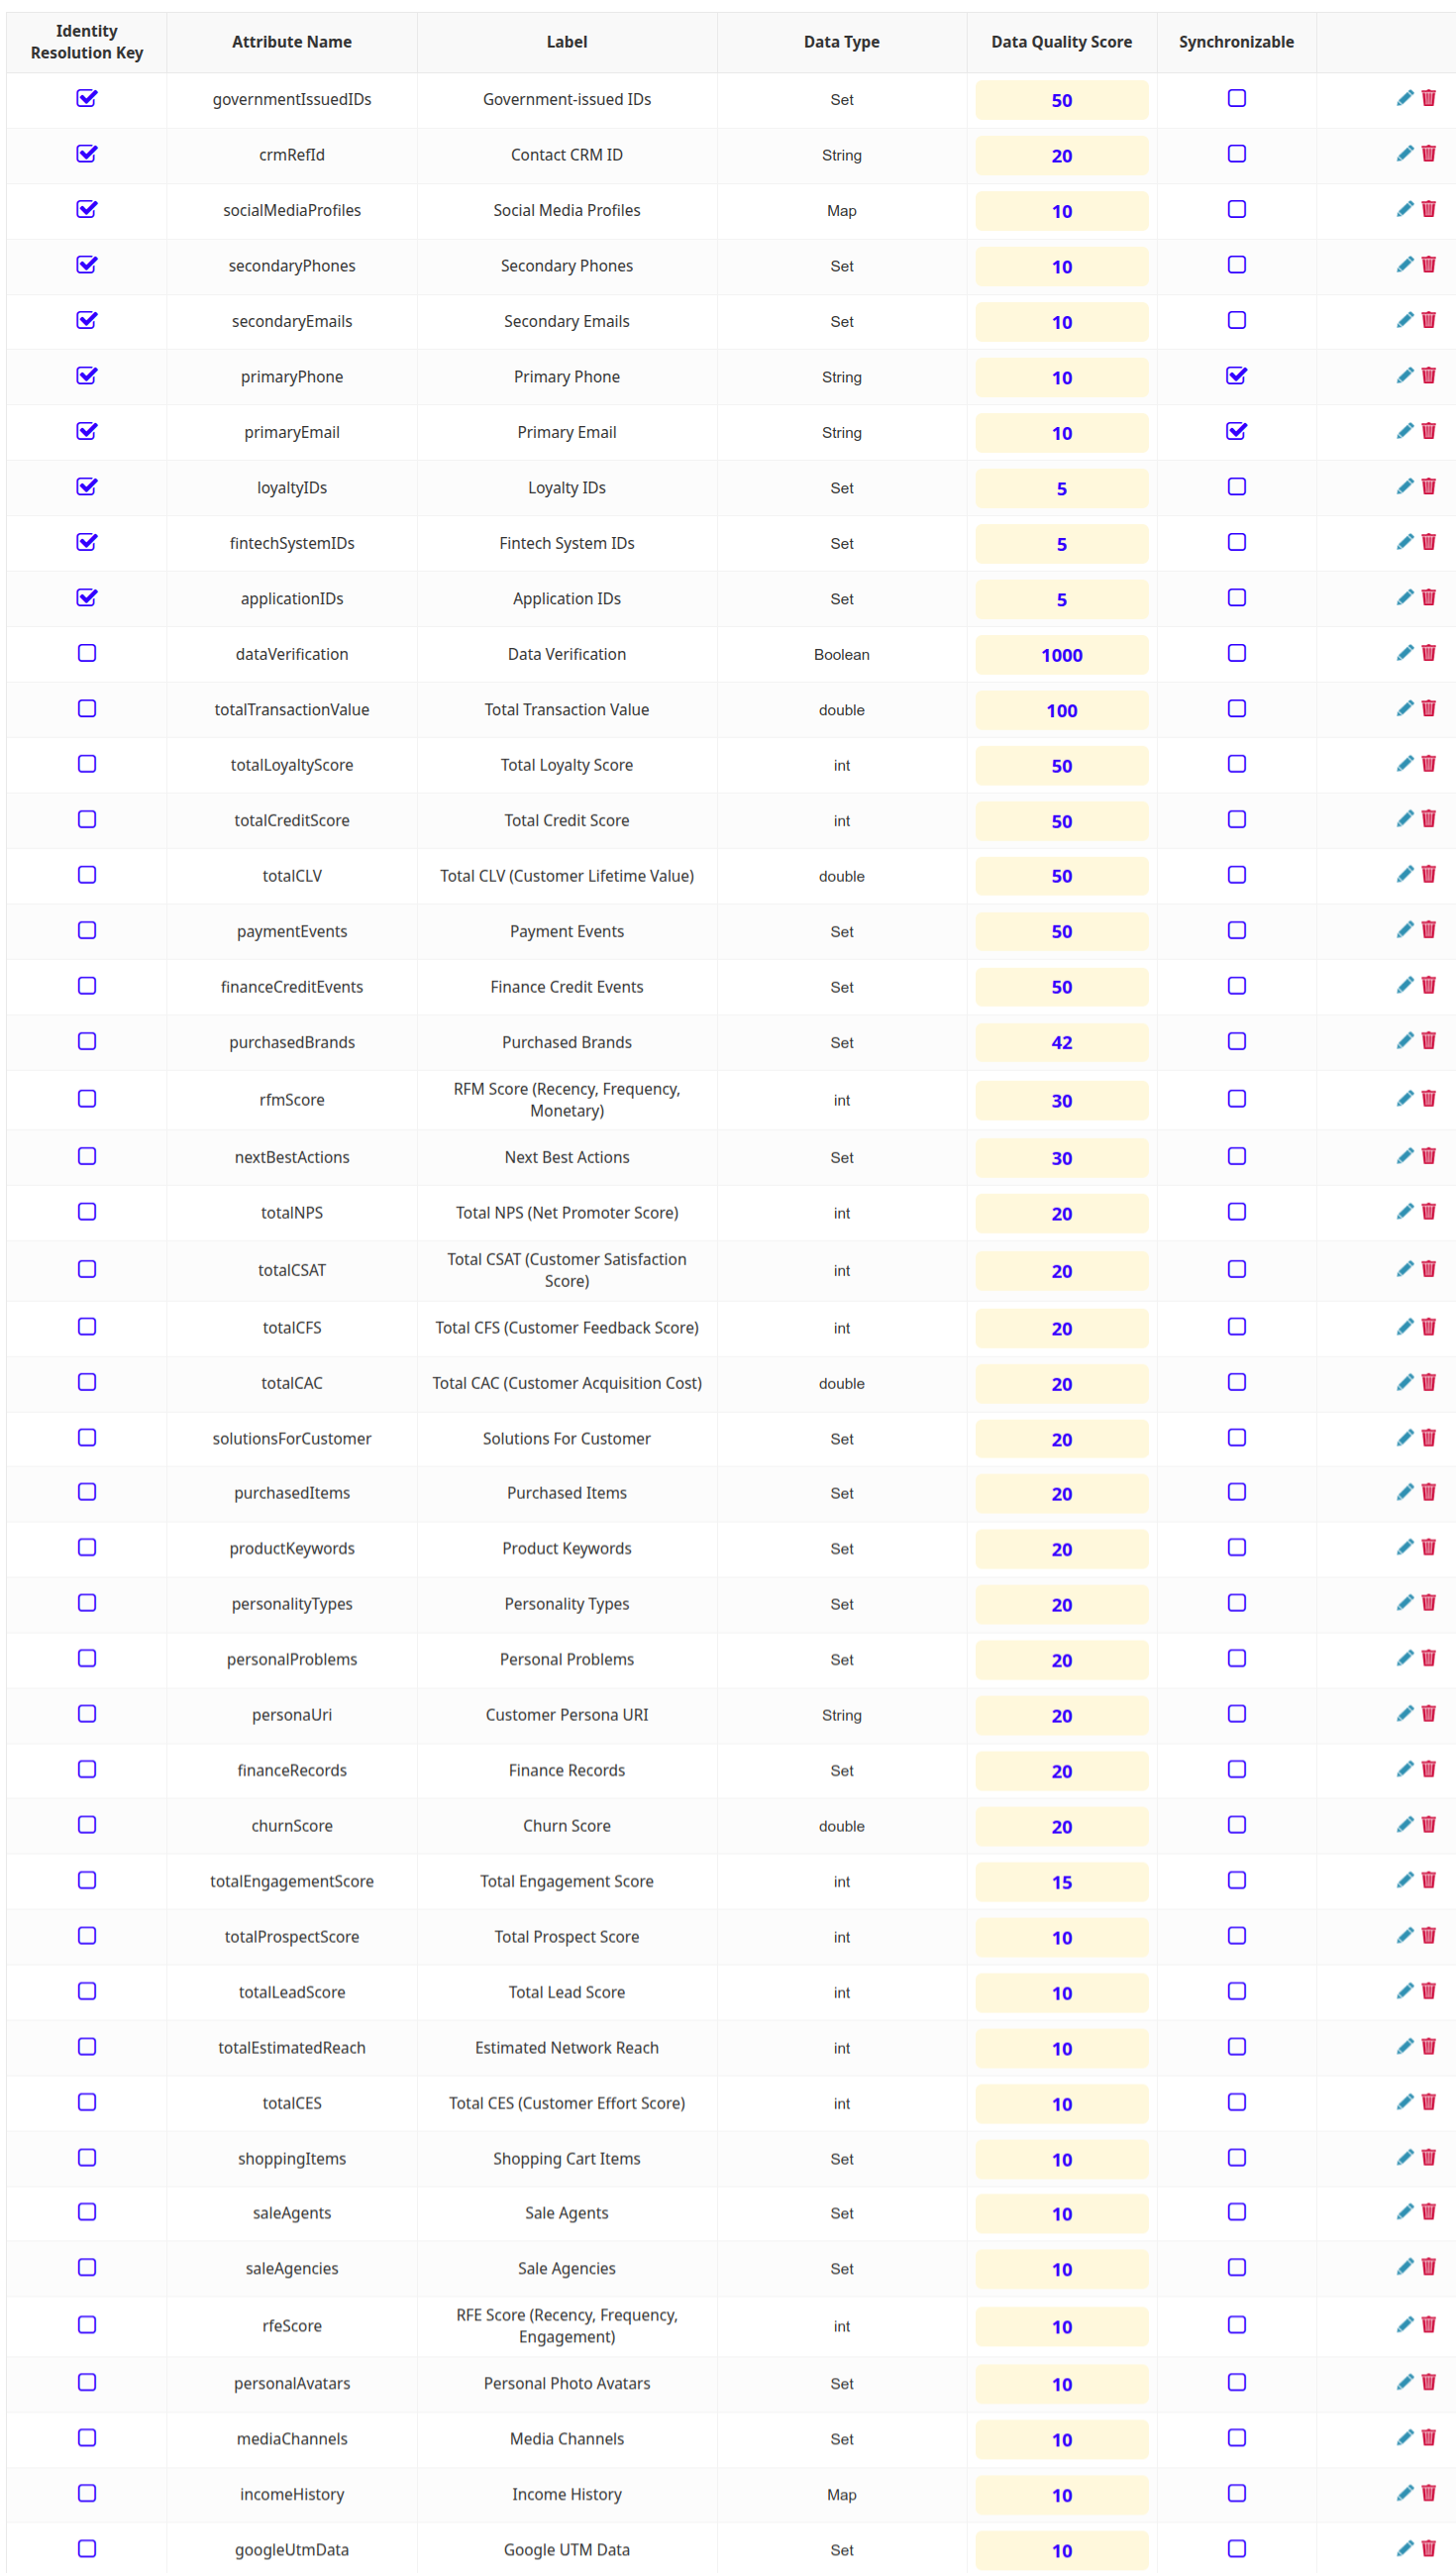 Identity Resolution Key Attribute Name Label Data Type Data Quality Score Synchronizable
governmentIssuedIDs Government-issued IDs Set 50
crmRefId Contact CRM ID String 20
socialMediaProfiles Social Media Profiles Map 10
secondaryPhones Secondary Phones Set 10
secondaryEmails Secondary Emails Set 10
primaryPhone Primary Phone String 10
primaryEmail Primary Email String 10
loyaltyIDs Loyalty IDs Set 5
fintechSystemIDs Fintech System IDs Set 5
applicationIDs Application IDs Set 5
dataVerification Data Verification Boolean 1000
totalTransactionValue Total Transaction Value double 100
totalLoyaltyScore Total Loyalty Score int 50
totalCreditScore Total Credit Score int 50
totalCLV Total CLV (Customer Lifetime Value) double 50
paymentEvents Payment Events Set 50
financeCreditEvents Finance Credit Events Set 50
purchasedBrands Purchased Brands Set 42
rfmScore RFM Score (Recency, Frequency, Monetary) int 30
nextBestActions Next Best Actions Set 30
totalNPS Total NPS (Net Promoter Score) int 20
totalCSAT Total CSAT (Customer Satisfaction Score) int 20
totalCFS Total CFS (Customer Feedback Score) int 20
totalCAC Total CAC (Customer Acquisition Cost) double 20
solutionsForCustomer Solutions For Customer Set 20
purchasedItems Purchased Items Set 20
productKeywords Product Keywords Set 20
personalityTypes Personality Types Set 20
personalProblems Personal Problems Set 20
personaUri Customer Persona URI String 20
financeRecords Finance Records Set 20
churnScore Churn Score double 20
totalEngagementScore Total Engagement Score int 15
totalProspectScore Total Prospect Score int 10
totalLeadScore Total Lead Score int 10
totalEstimatedReach Estimated Network Reach int 10
totalCES Total CES (Customer Effort Score) int 10
shoppingItems Shopping Cart Items Set 10
saleAgents Sale Agents Set 10
saleAgencies Sale Agencies Set 10
rfeScore RFE Score (Recency, Frequency, Engagement) int 10
personalAvatars Personal Photo Avatars Set 10
mediaChannels Media Channels Set 10
incomeHistory Income History Map 10
googleUtmData Google UTM Data Set 10